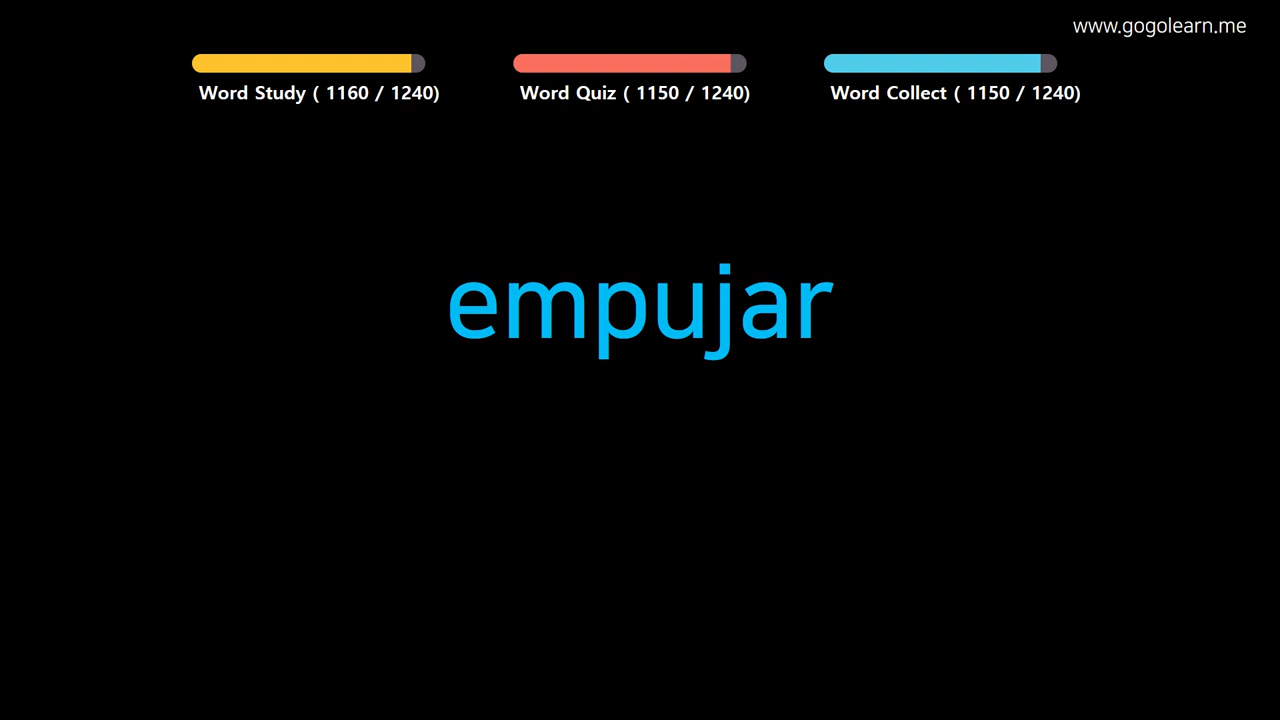 www.gogolearn.me
Word Study ( 1160 / 1240)
Word Quiz ( 1150 / 1240)
Word Collect ( 1150 / 1240)
empujar